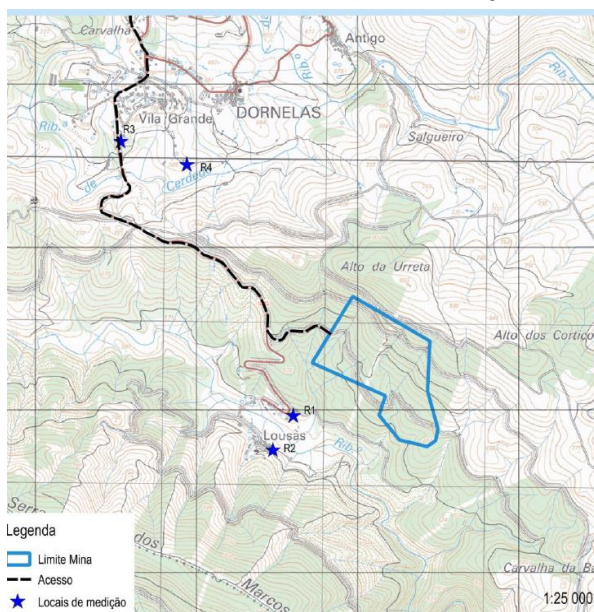 Carvalha
Antigo
Rib.º
Vila Grande
DORNELAS
Salgueiro
Rib.ª
Rib.ª
R3
de
R4
Alto da Urreta
Alto dos Cortiço
R1
Lousas
R2
Rib.º
Serra
dos
Marcos
Carvalha da Ba
Legenda
Limite Mina
Acesso
Locais de medição
1:25 000